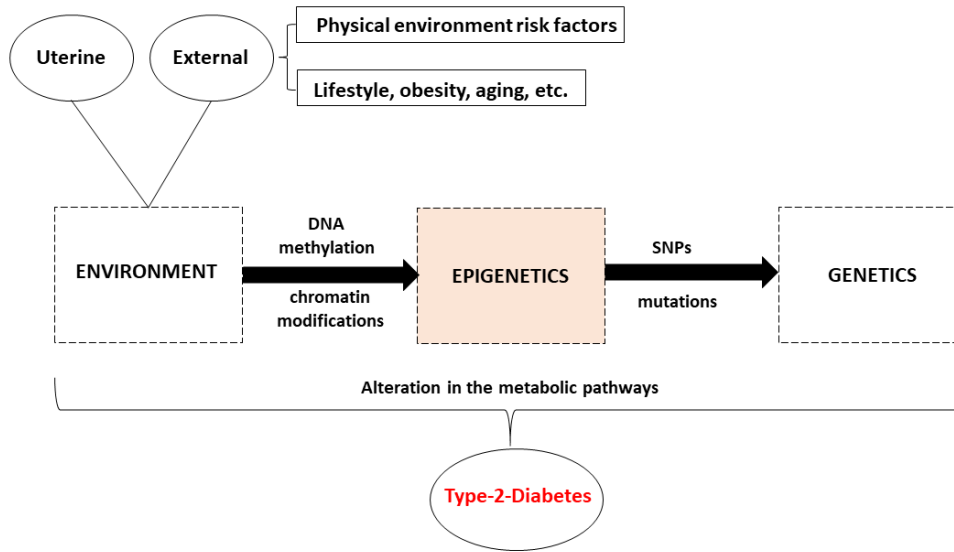 Uterine
External
Physical environment risk factors
Lifestyle, obesity, aging, etc.
ENVIRONMENT
DNA
methylation
chromatin
modifications
EPIGENETICS
SNPs
mutations
GENETICS
Alteration in the metabolic pathways
Type-2-Diabetes